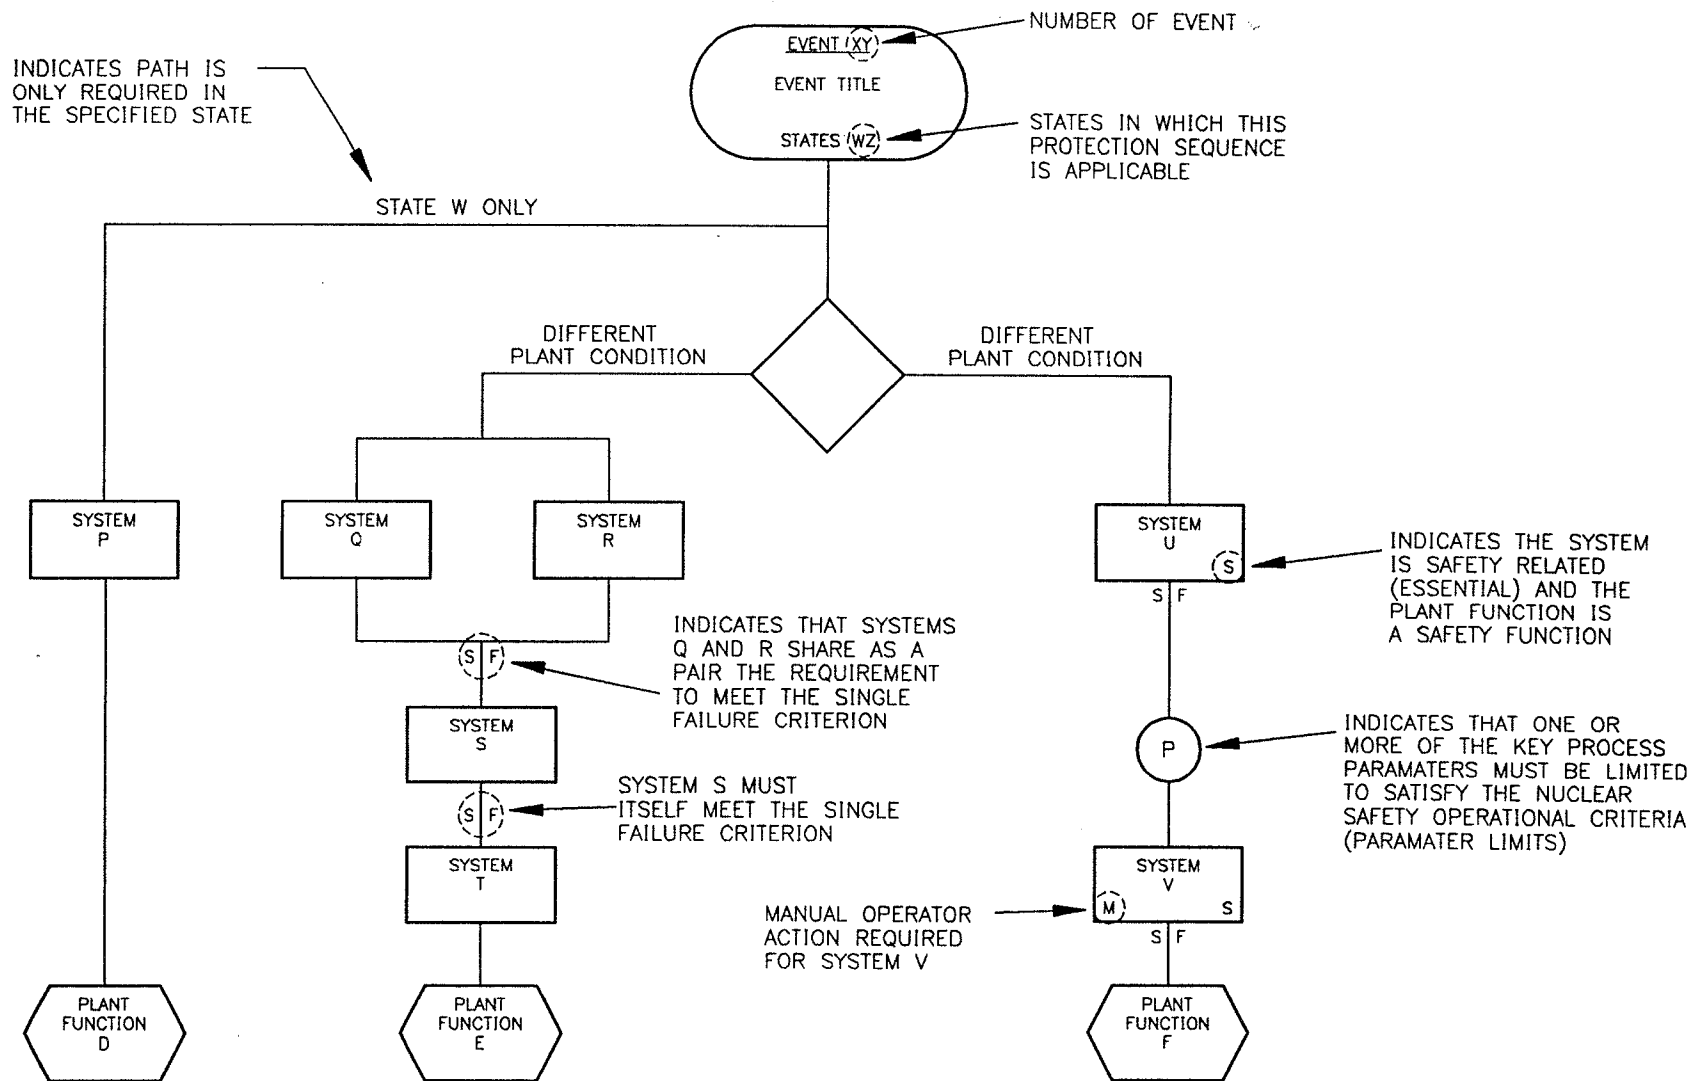 NUMBER OF EVENT
EVENT XY
EVENT TITLE
STATES WZ
INDICATES PATH IS
ONLY REQUIRED IN
THE SPECIFIED STATE
STATES IN WHICH THIS
PROTECTION SEQUENCE
IS APPLICABLE
STATE W ONLY
DIFFERENT
PLANT CONDITION
DIFFERENT
PLANT CONDITION
SYSTEM
P
SYSTEM
Q
SYSTEM
R
SYSTEM
U
S
S F
INDICATES THE SYSTEM
IS SAFETY RELATED
(ESSENTIAL) AND THE
PLANT FUNCTION IS
A SAFETY FUNCTION
S F
INDICATES THAT SYSTEMS
Q AND R SHARE AS A
PAIR THE REQUIREMENT
TO MEET THE SINGLE
FAILURE CRITERION
SYSTEM
S
P
INDICATES THAT ONE OR
MORE OF THE KEY PROCESS
PARAMATERS MUST BE LIMITED
TO SATISFY THE NUCLEAR
SAFETY OPERATIONAL CRITERIA
(PARAMATER LIMITS)
S F
SYSTEM S MUST
ITSELF MEET THE SINGLE
FAILURE CRITERION
SYSTEM
T
SYSTEM
V
M S
S F
MANUAL OPERATOR
ACTION REQUIRED
FOR SYSTEM V
PLANT
FUNCTION
D
PLANT
FUNCTION
E
PLANT
FUNCTION
F